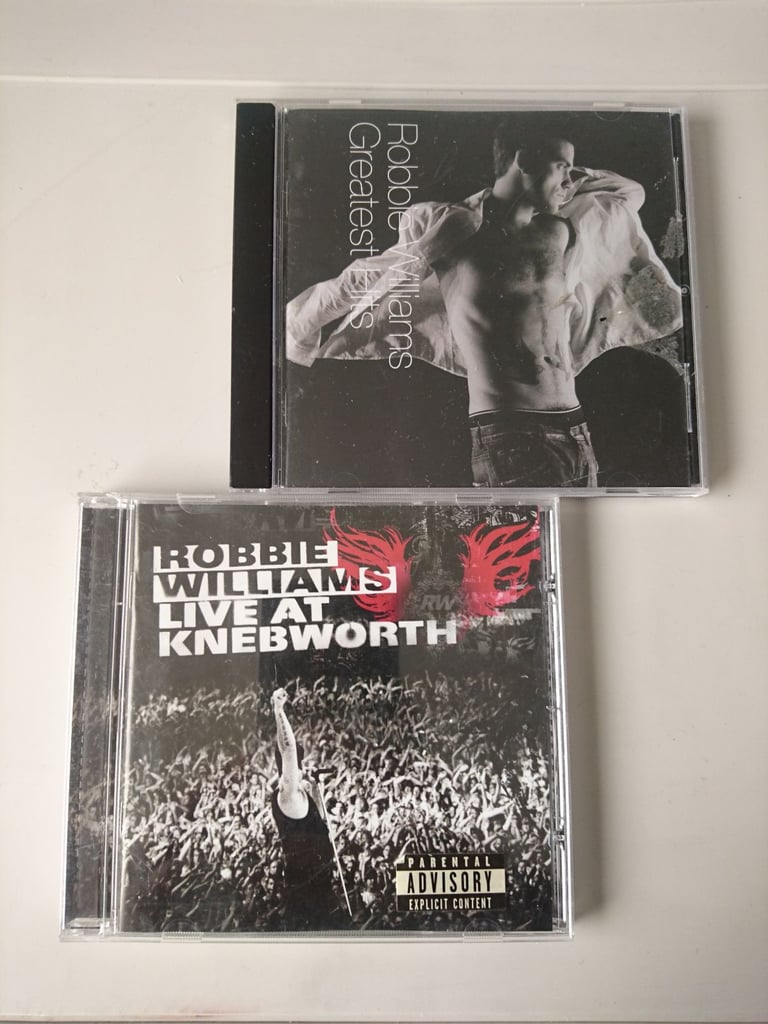 Robbie Williams
Greatest Hits
ROBBIE
WILLIAMS
LIVE AT
KNEBWORTH
RW
PARENTAL
ADVISORY
EXPLICIT CONTENT